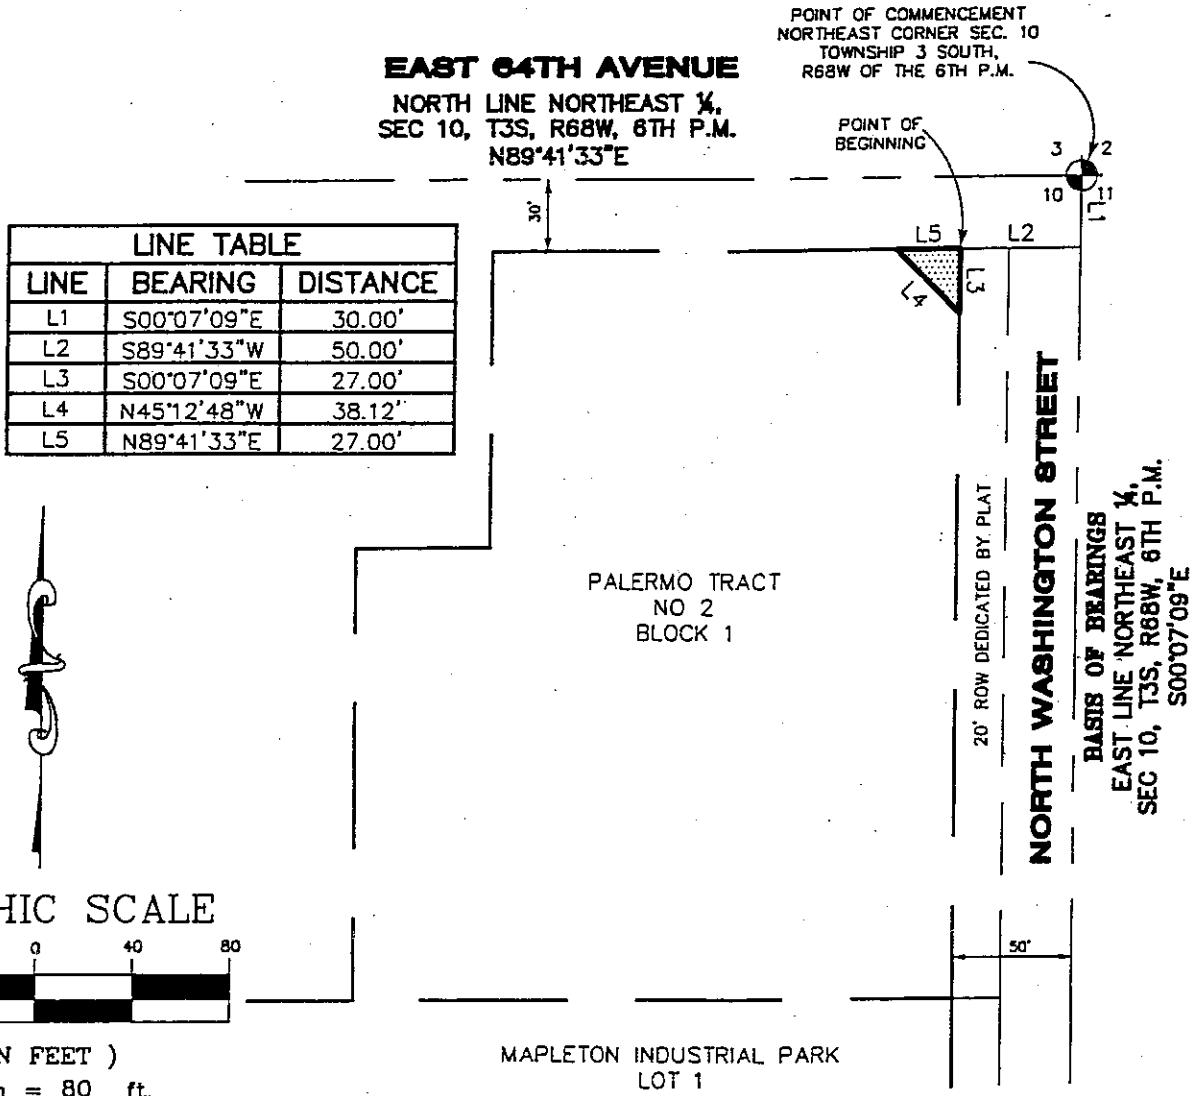 POINT OF COMMENCEMENT
NORTHEAST CORNER SEC. 10
TOWNSHIP 3 SOUTH,
R68W OF THE 6TH P.M.
EAST 64TH AVENUE
NORTH LINE NORTHEAST ¼,
SEC 10, T3S, R68W, 6TH P.M.
N89°41'33"E
POINT OF
BEGINNING
3 2
10 11
L1
30'
L5 L2
L3
L4
LINE TABLE
LINE BEARING DISTANCE
L1 S00°07'09"E 30.00'
L2 S89°41'33"W 50.00'
L3 S00°07'09"E 27.00'
L4 N45°12'48"W 38.12'
L5 N89°41'33"E 27.00'
PALERMO TRACT
NO 2
BLOCK 1
20' ROW DEDICATED BY PLAT
NORTH WASHINGTON STREET
BASIS OF BEARINGS
EAST LINE NORTHEAST ¼,
SEC 10, T3S, R68W, 6TH P.M.
S00°07'09"E
HIC SCALE
0 40 80
N FEET )
= 80 ft.
50'
MAPLETON INDUSTRIAL PARK
LOT 1